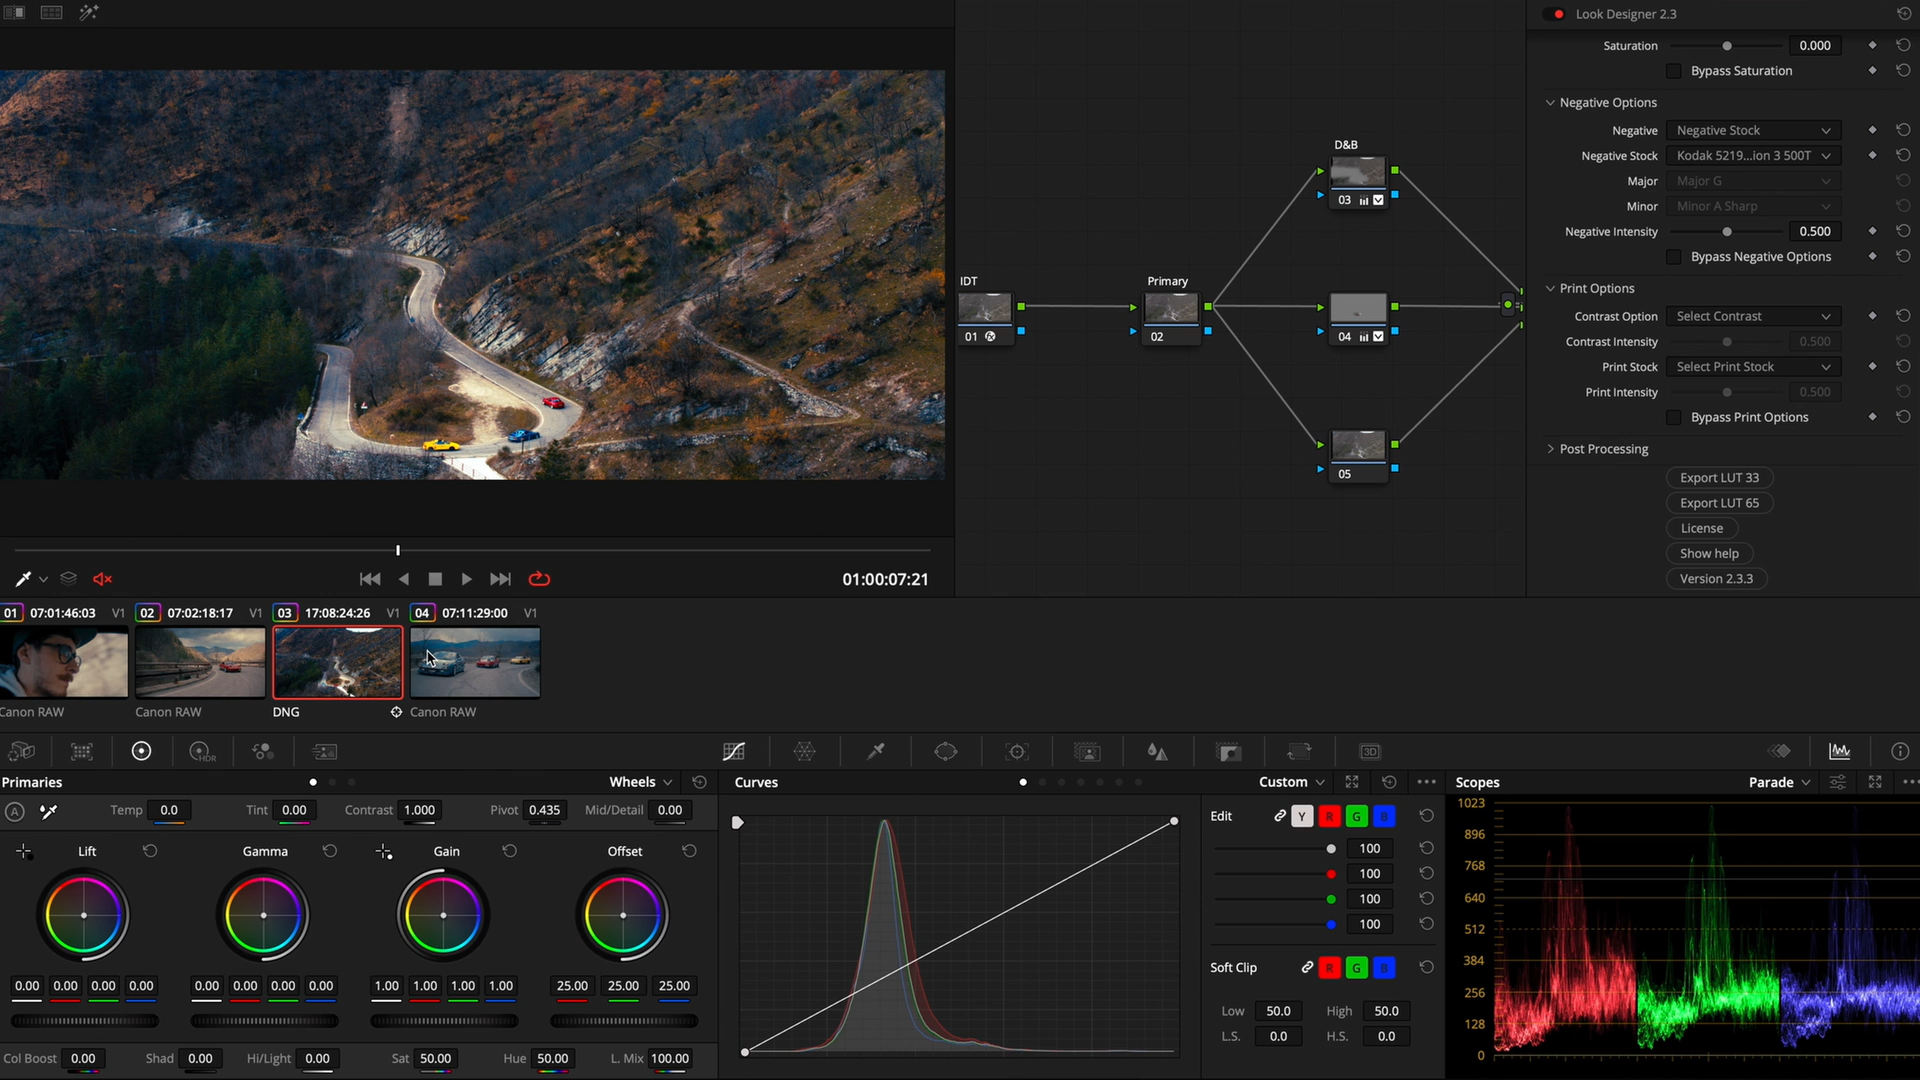 Look Designer 2.3
Saturation 0.000
Bypass Saturation
Negative Options
Negative Negative Stock
Negative Stock Kodak 5219...ion 3 500T
Major Major G
Minor Minor A Sharp
Negative Intensity 0.500
Bypass Negative Options
Print Options
Contrast Option Select Contrast
Contrast Intensity 0.500
Print Stock Select Print Stock
Print Intensity 0.500
Bypass Print Options
Post Processing
Export LUT 33
Export LUT 65
License
Show help
Version 2.3.3
D&B
03
IDT
01
Primary
02
04
05
01:00:07:21
01 07:01:46:03 V1 02 07:02:18:17 V1 03 17:08:24:26 V1 04 07:11:29:00 V1
Canon RAW Canon RAW DNG Canon RAW
HDR
3D
Primaries Wheels Curves Custom Scopes Parade
A Temp 0.0 Tint 0.00 Contrast 1.000 Pivot 0.435 Mid/Detail 0.00
Lift Gamma Gain Offset
0.00 0.00 0.00 0.00 0.00 0.00 0.00 0.00 1.00 1.00 1.00 1.00 25.00 25.00 25.00
Col Boost 0.00 Shad 0.00 Hi/Light 0.00 Sat 50.00 Hue 50.00 L. Mix 100.00
Edit Y R G B
100
100
100
100
Soft Clip R G B
Low 50.0 High 50.0
L.S. 0.0 H.S. 0.0
1023
896
768
640
512
384
256
128
0